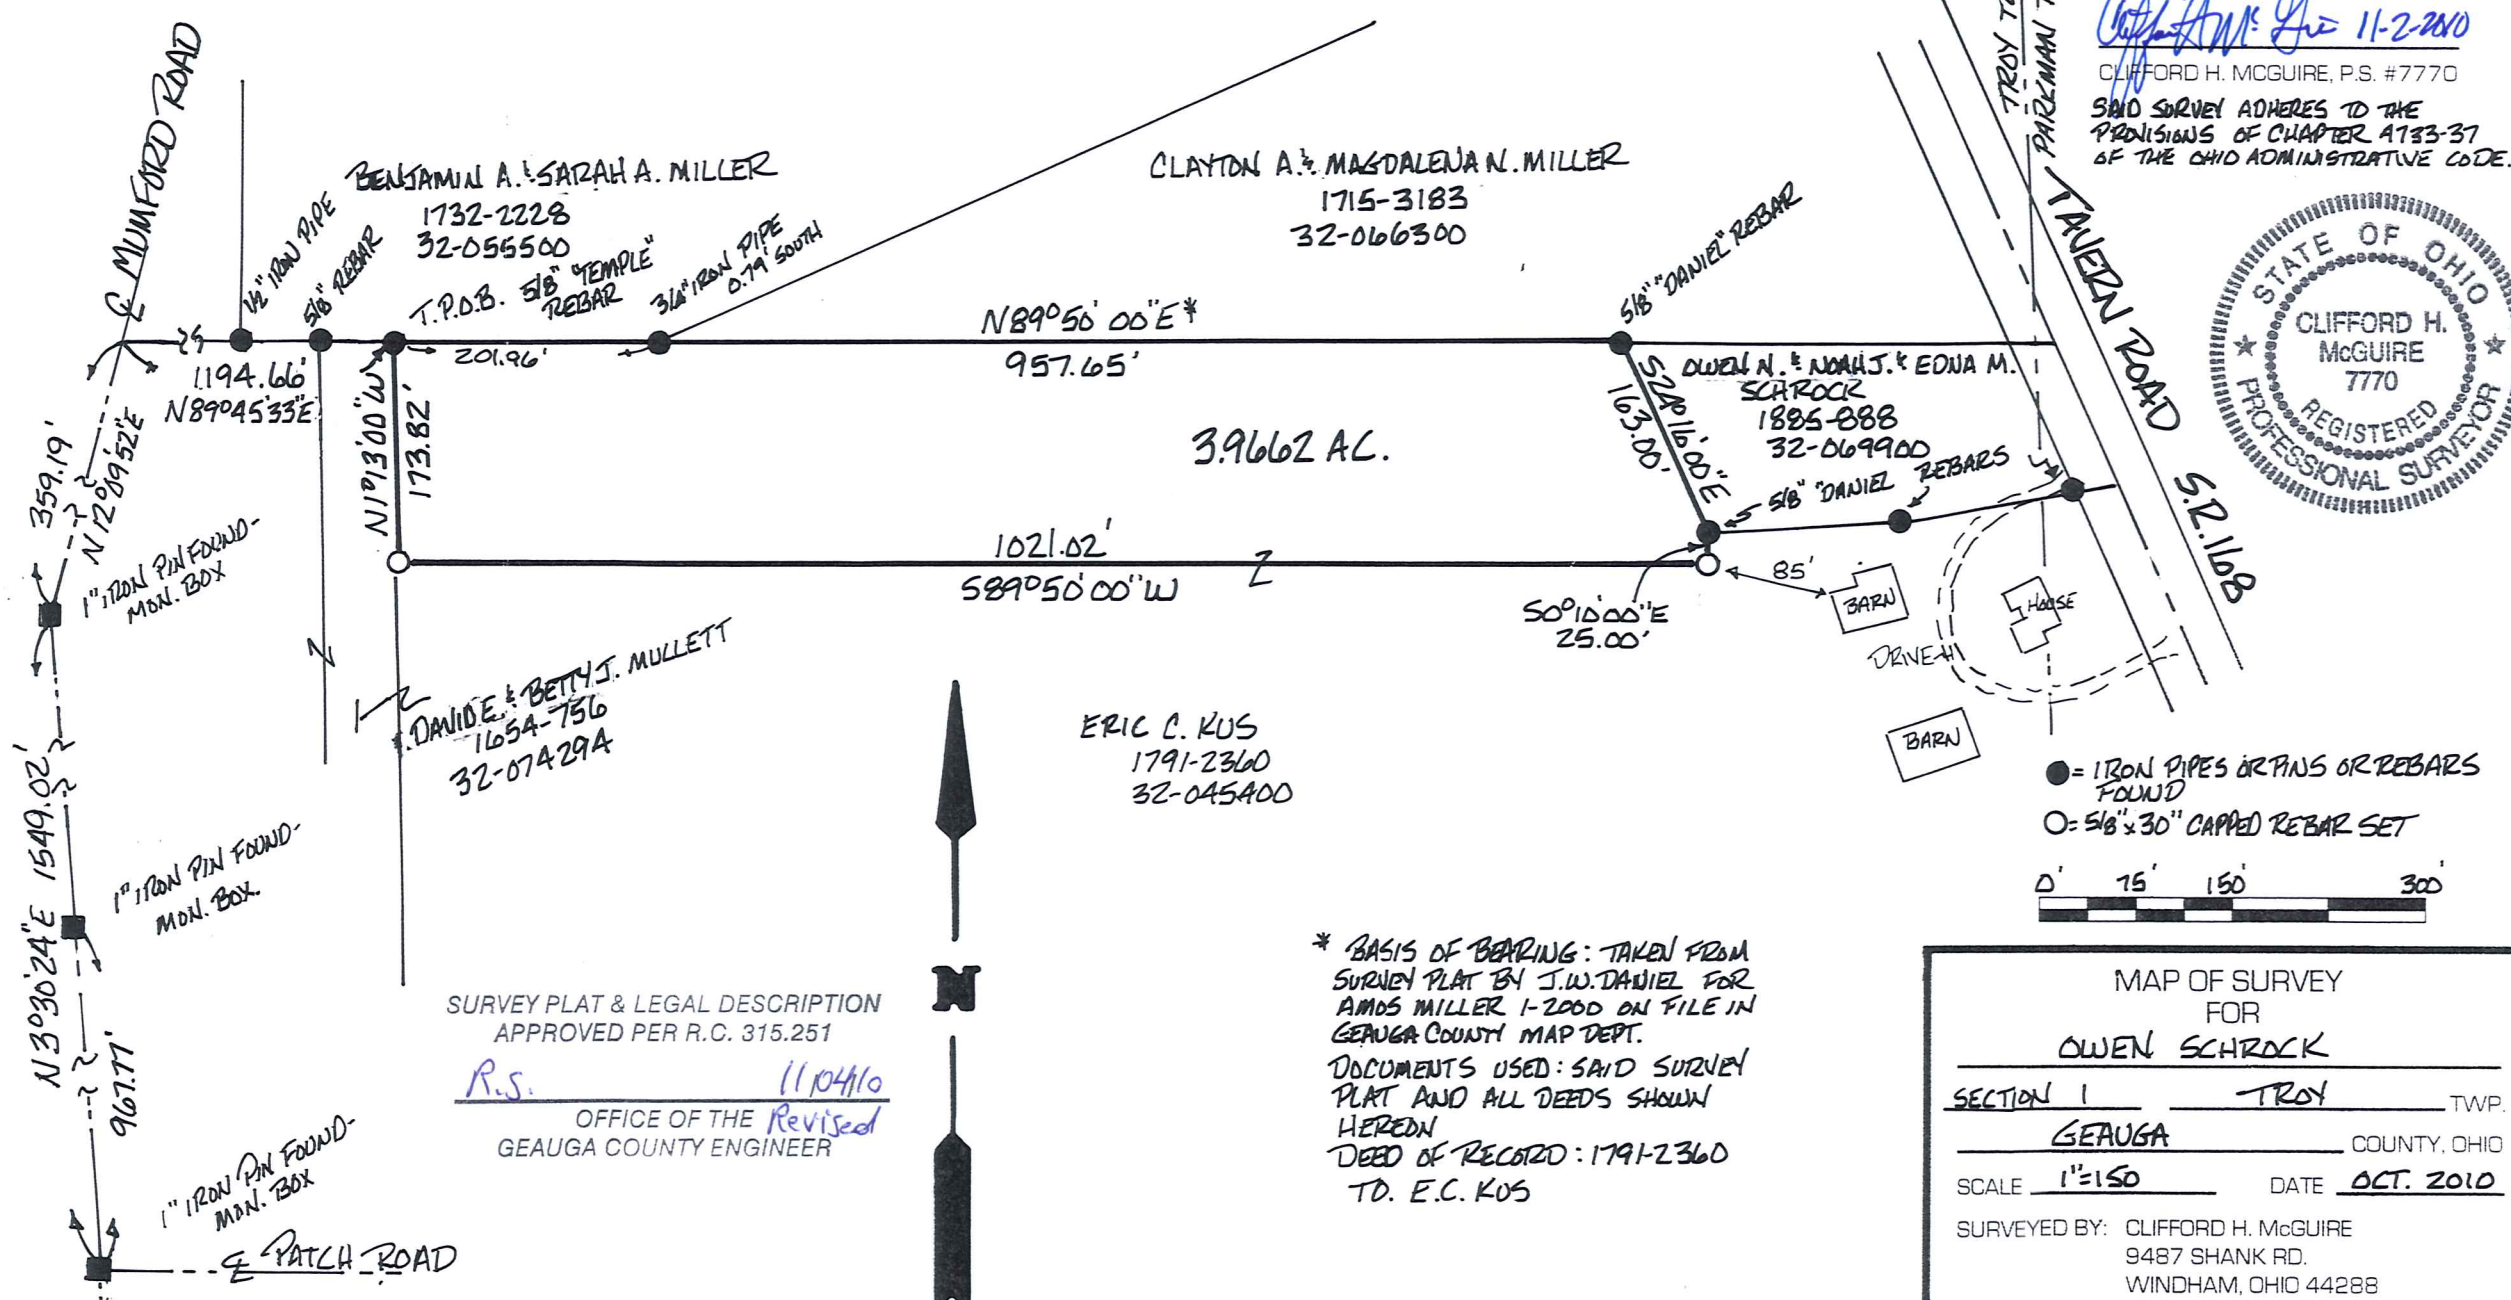 MUMFORD ROAD
1/2" IRON PIPE
5/8" REBAR
BENJAMIN A. & SARAH A. MILLER
1732-2228
32-055500
T.P.O.B. 5/8" "TEMPLE"
REBAR
3/4" IRON PIPE
0.79' SOUTH
CLAYTON A. & MAGDALENA N. MILLER
1715-3183
32-066300
5/8" "DANIEL" REBAR
TROY
PARKMAN
TAVERN ROAD
S.R. 168
11-2-2010
CLIFFORD H. MCGUIRE, P.S. #7770
SAID SURVEY ADHERES TO THE
PROVISIONS OF CHAPTER 4733-37
OF THE OHIO ADMINISTRATIVE CODE.
STATE OF OHIO
CLIFFORD H.
McGUIRE
7770
REGISTERED
PROFESSIONAL SURVEYOR
1194.66'
N89°45'33"E
201.96'
N89°50'00"E*
957.65'
N1°31'00"W
173.82'
3.9662 AC.
S24°16'00"E
163.00'
OWEN N. & NOAH J. & EDNA M.
SCHROCK
1885-888
32-069900
5/8" "DANIEL REBARS
359.19'
N12°09'52"E
1" IRON PIN FOUND-
MON. BOX
1021.02'
S89°50'00"W
Z
S0°10'00"E
25.00'
85'
BARN
HOUSE
DRIVE
BARN
DAVID E. & BETTY J. MULLETT
1654-756
32-074294
ERIC C. KUS
1791-2360
32-045400
● = IRON PIPES OR PINS OR REBARS
FOUND
O = 5/8" x 30" CAPPED REBAR SET
0' 75' 150' 300'
N3°30'24"E 1549.02'
1" IRON PIN FOUND-
MON. BOX.
967.77'
1" IRON PIN FOUND-
MON. BOX
℄ PATCH ROAD
SURVEY PLAT & LEGAL DESCRIPTION
APPROVED PER R.C. 315.251
R.S. 11/04/10
OFFICE OF THE Revised
GEAUGA COUNTY ENGINEER
N
* BASIS OF BEARING: TAKEN FROM
SURVEY PLAT BY J.W. DANIEL FOR
AMOS MILLER 1-2000 ON FILE IN
GEAUGA COUNTY MAP DEPT.
DOCUMENTS USED: SAID SURVEY
PLAT AND ALL DEEDS SHOWN
HEREON
DEED OF RECORD: 1791-2360
TO. E.C. KUS
MAP OF SURVEY
FOR
OWEN SCHROCK
SECTION 1 TROY TWP.
GEAUGA COUNTY, OHIO
SCALE 1"=150 DATE OCT. 2010
SURVEYED BY: CLIFFORD H. McGUIRE
9487 SHANK RD.
WINDHAM, OHIO 44288